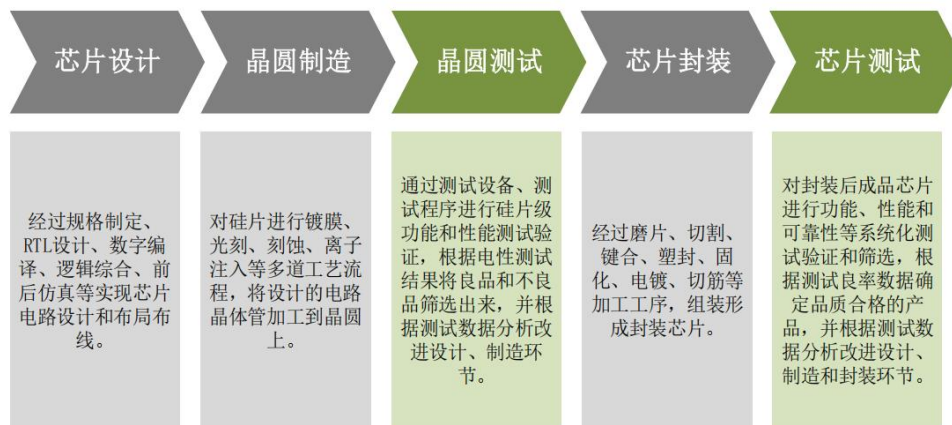 芯片设计
晶圆制造
晶圆测试
芯片封装
芯片测试
经过规格制定、
RTL设计、数字编
译、逻辑综合、前
后仿真等实现芯片
电路设计和布局布
线。
对硅片进行镀膜、
光刻、刻蚀、离子
注入等多道工艺流
程，将设计的电路
晶体管加工到晶圆
上。
通过测试设备、测
试程序进行硅片级
功能和性能测试验
证，根据电性测试
结果将良品和不良
品筛选出来，并根
据测试数据分析改
进设计、制造环
节。
经过磨片、切割、
键合、塑封、固
化、电镀、切筋等
加工工序，组装形
成封装芯片。
对封装后成品芯片
进行功能、性能和
可靠性等系统化测
试验证和筛选，根
据测试良率数据确
定品质合格的产
品，并根据测试数
据分析改进设计、
制造和封装环节。